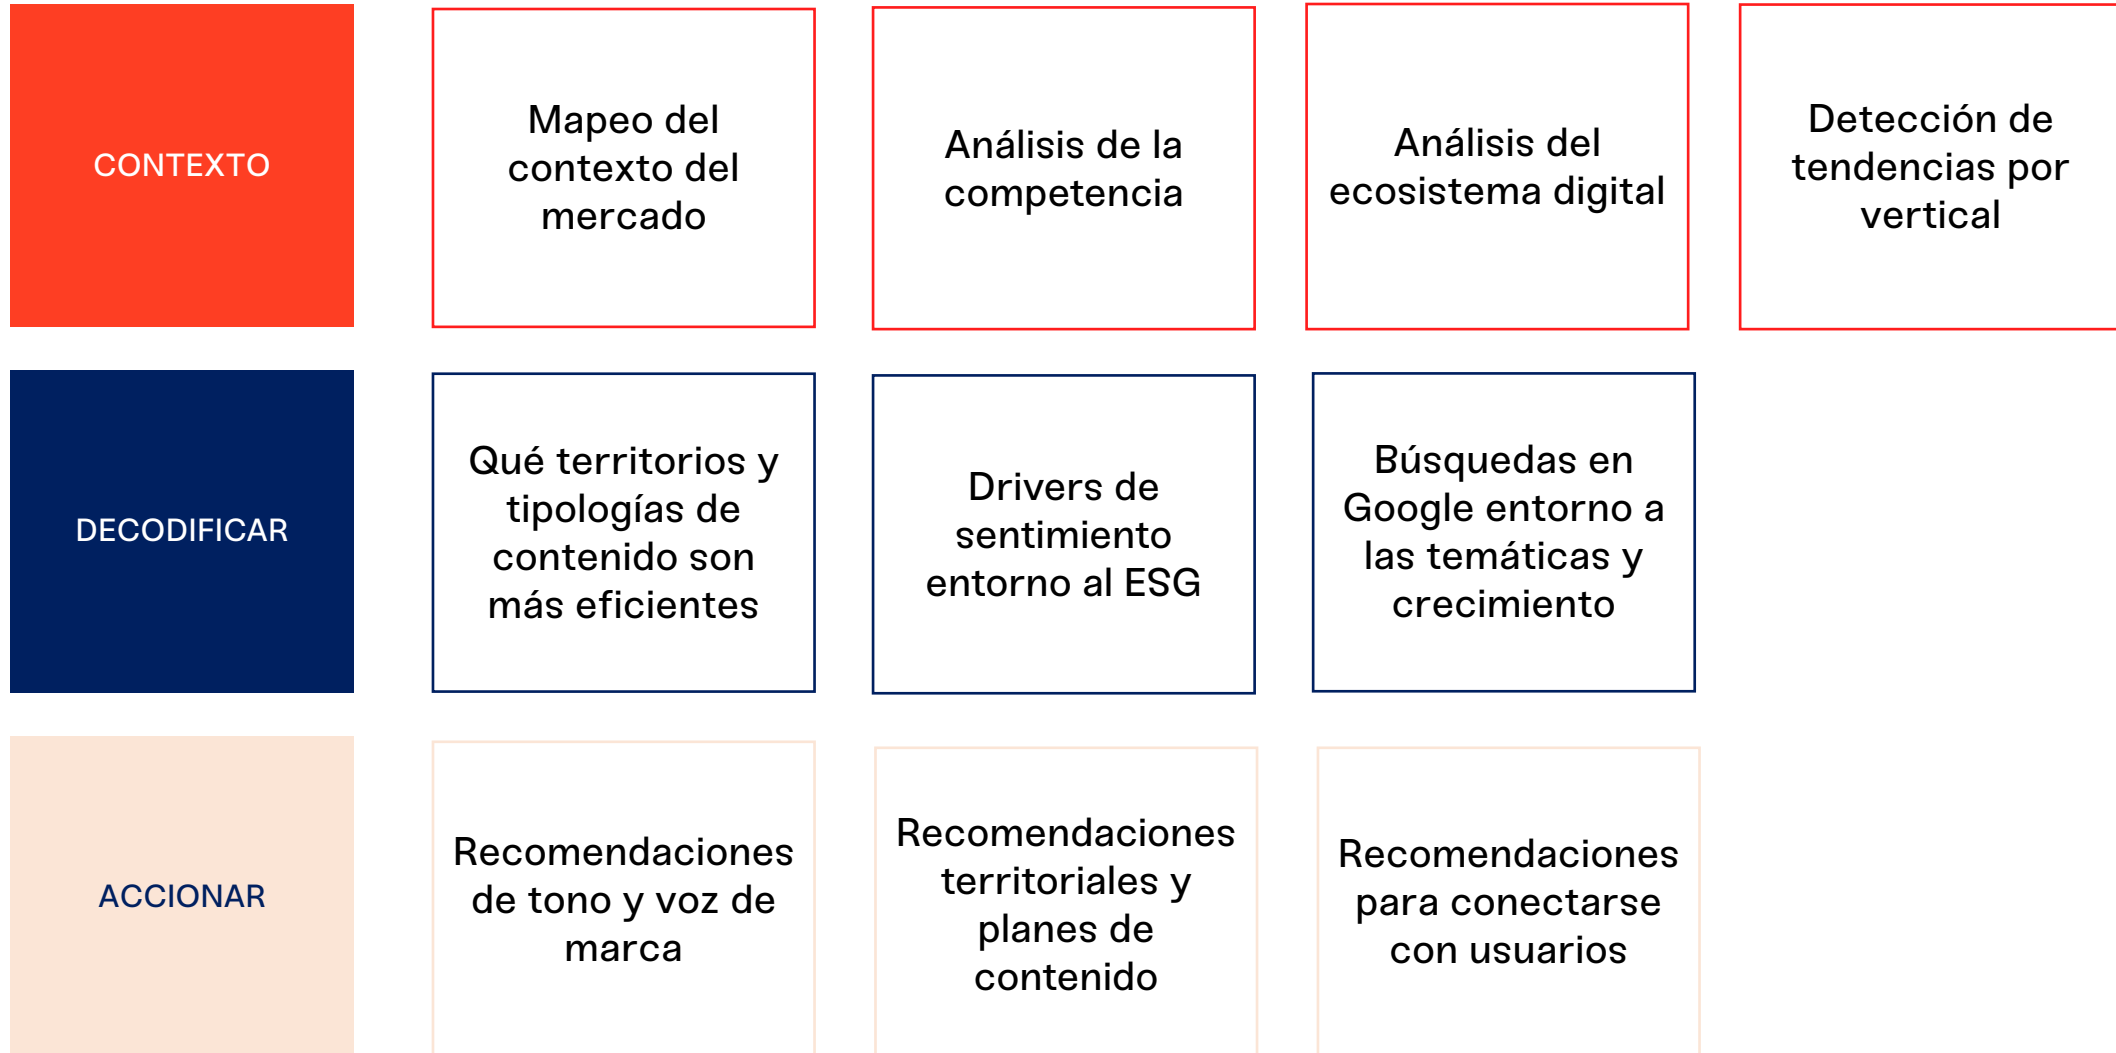 CONTEXTO
Mapeo del
contexto del
mercado
Análisis de la
competencia
Análisis del
ecosistema digital
Detección de
tendencias por
vertical
DECODIFICAR
Qué territorios y
tipologías de
contenido son
más eficientes
Drivers de
sentimiento
entorno al ESG
Búsquedas en
Google entorno a
las temáticas y
crecimiento
ACCIONAR
Recomendaciones
de tono y voz de
marca
Recomendaciones
territoriales y
planes de
contenido
Recomendaciones
para conectarse
con usuarios